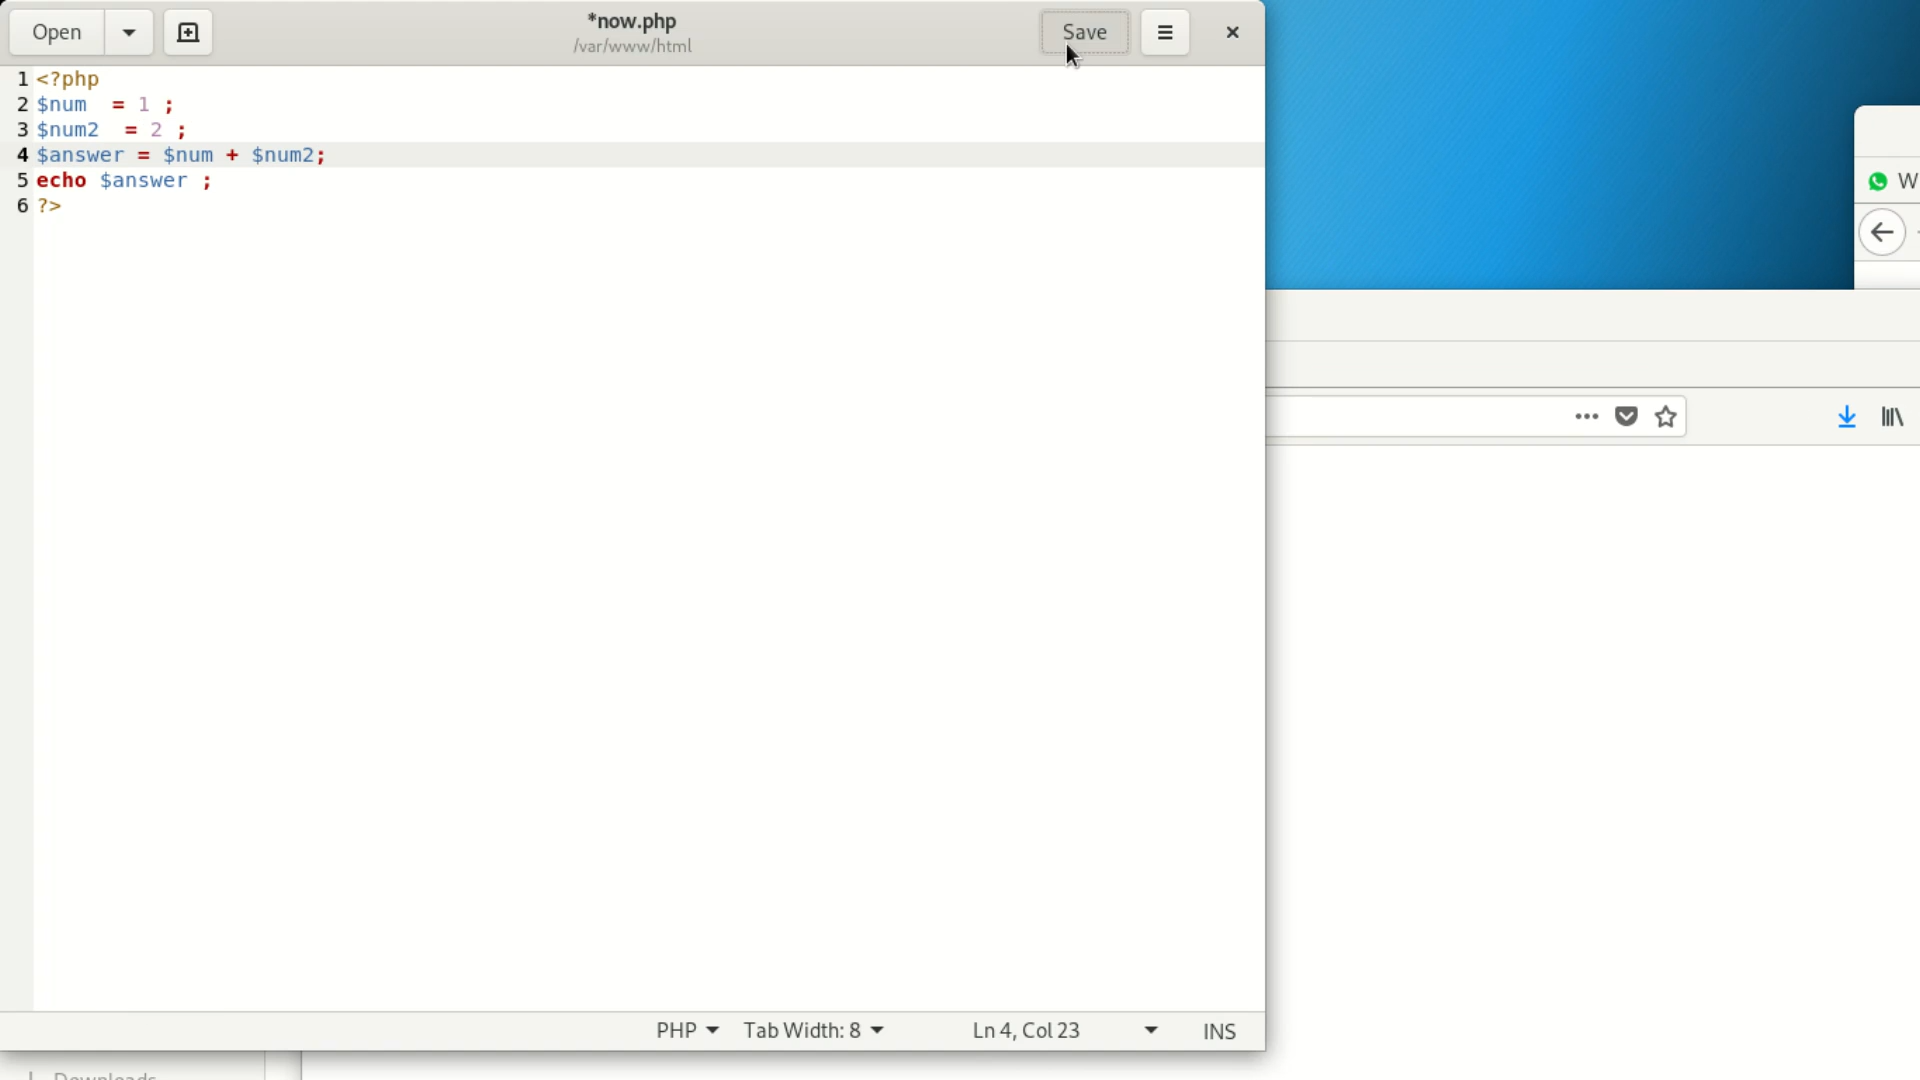 Open
*now.php
/var/www/html
Save
1 <?php
2 $num  = 1 ;
3 $num2  = 2 ;
4 $answer = $num + $num2;
5 echo $answer ;
6 ?>
W
PHP
Tab Width: 8
Ln 4, Col 23
INS
Downloads